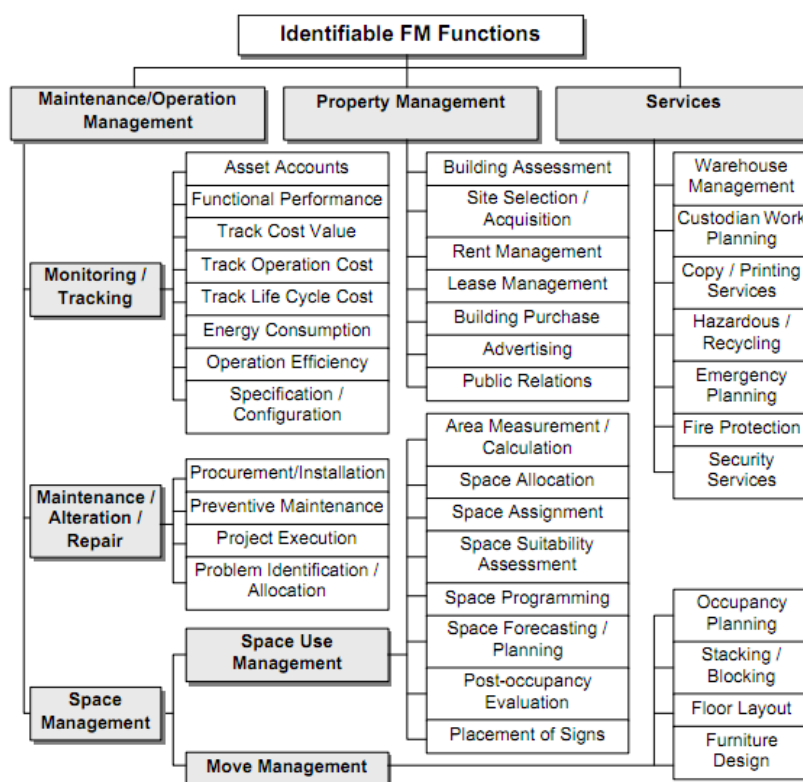 Identifiable FM Functions
Maintenance/Operation
Management
Property Management
Services
Monitoring /
Tracking
Asset Accounts
Functional Performance
Track Cost Value
Track Operation Cost
Track Life Cycle Cost
Energy Consumption
Operation Efficiency
Specification /
Configuration
Building Assessment
Site Selection /
Acquisition
Rent Management
Lease Management
Building Purchase
Advertising
Public Relations
Warehouse
Management
Custodian Work
Planning
Copy / Printing
Services
Hazardous /
Recycling
Emergency
Planning
Fire Protection
Security
Services
Maintenance /
Alteration /
Repair
Procurement/Installation
Preventive Maintenance
Project Execution
Problem Identification /
Allocation
Space
Management
Space Use
Management
Area Measurement /
Calculation
Space Allocation
Space Assignment
Space Suitability
Assessment
Space Programming
Space Forecasting /
Planning
Post-occupancy
Evaluation
Placement of Signs
Move Management
Occupancy
Planning
Stacking /
Blocking
Floor Layout
Furniture
Design